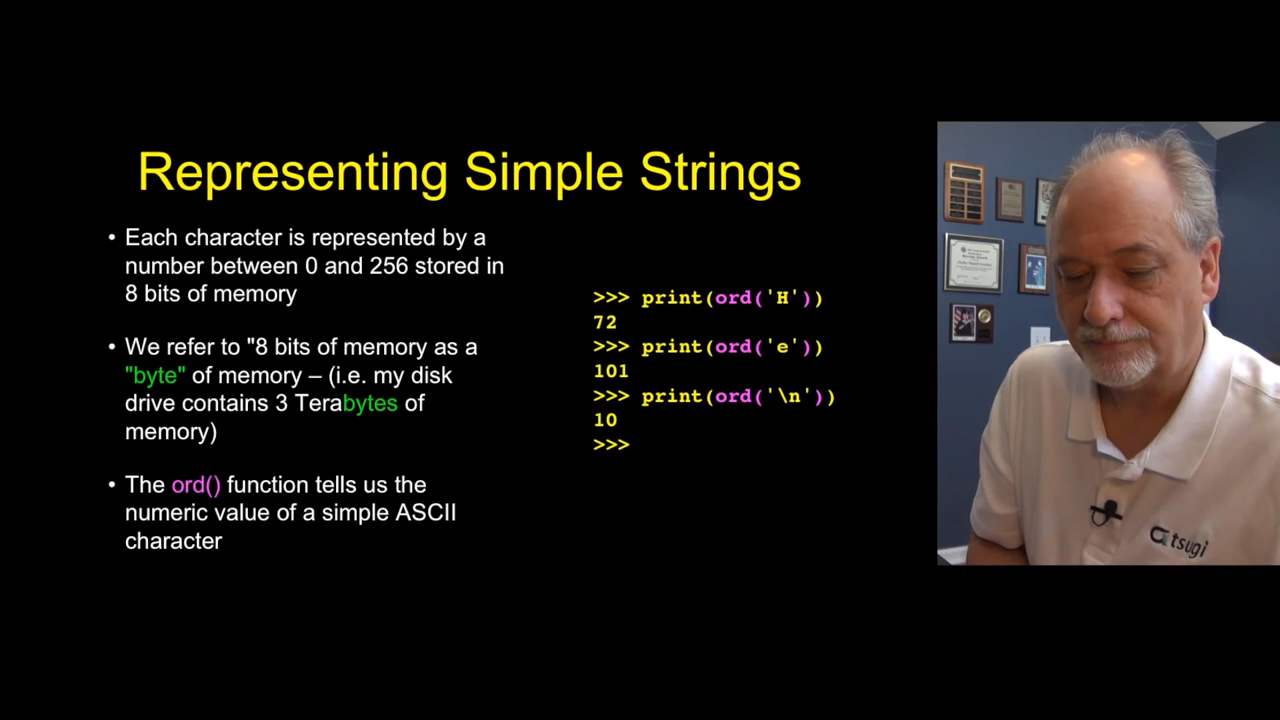 Representing Simple Strings
• Each character is represented by a
number between 0 and 256 stored in
8 bits of memory
• We refer to "8 bits of memory as a
"byte" of memory – (i.e. my disk
drive contains 3 Terabytes of
memory)
• The ord() function tells us the
numeric value of a simple ASCII
character
>>> print(ord('H'))
72
>>> print(ord('e'))
101
>>> print(ord('\n'))
10
>>>
tsugi